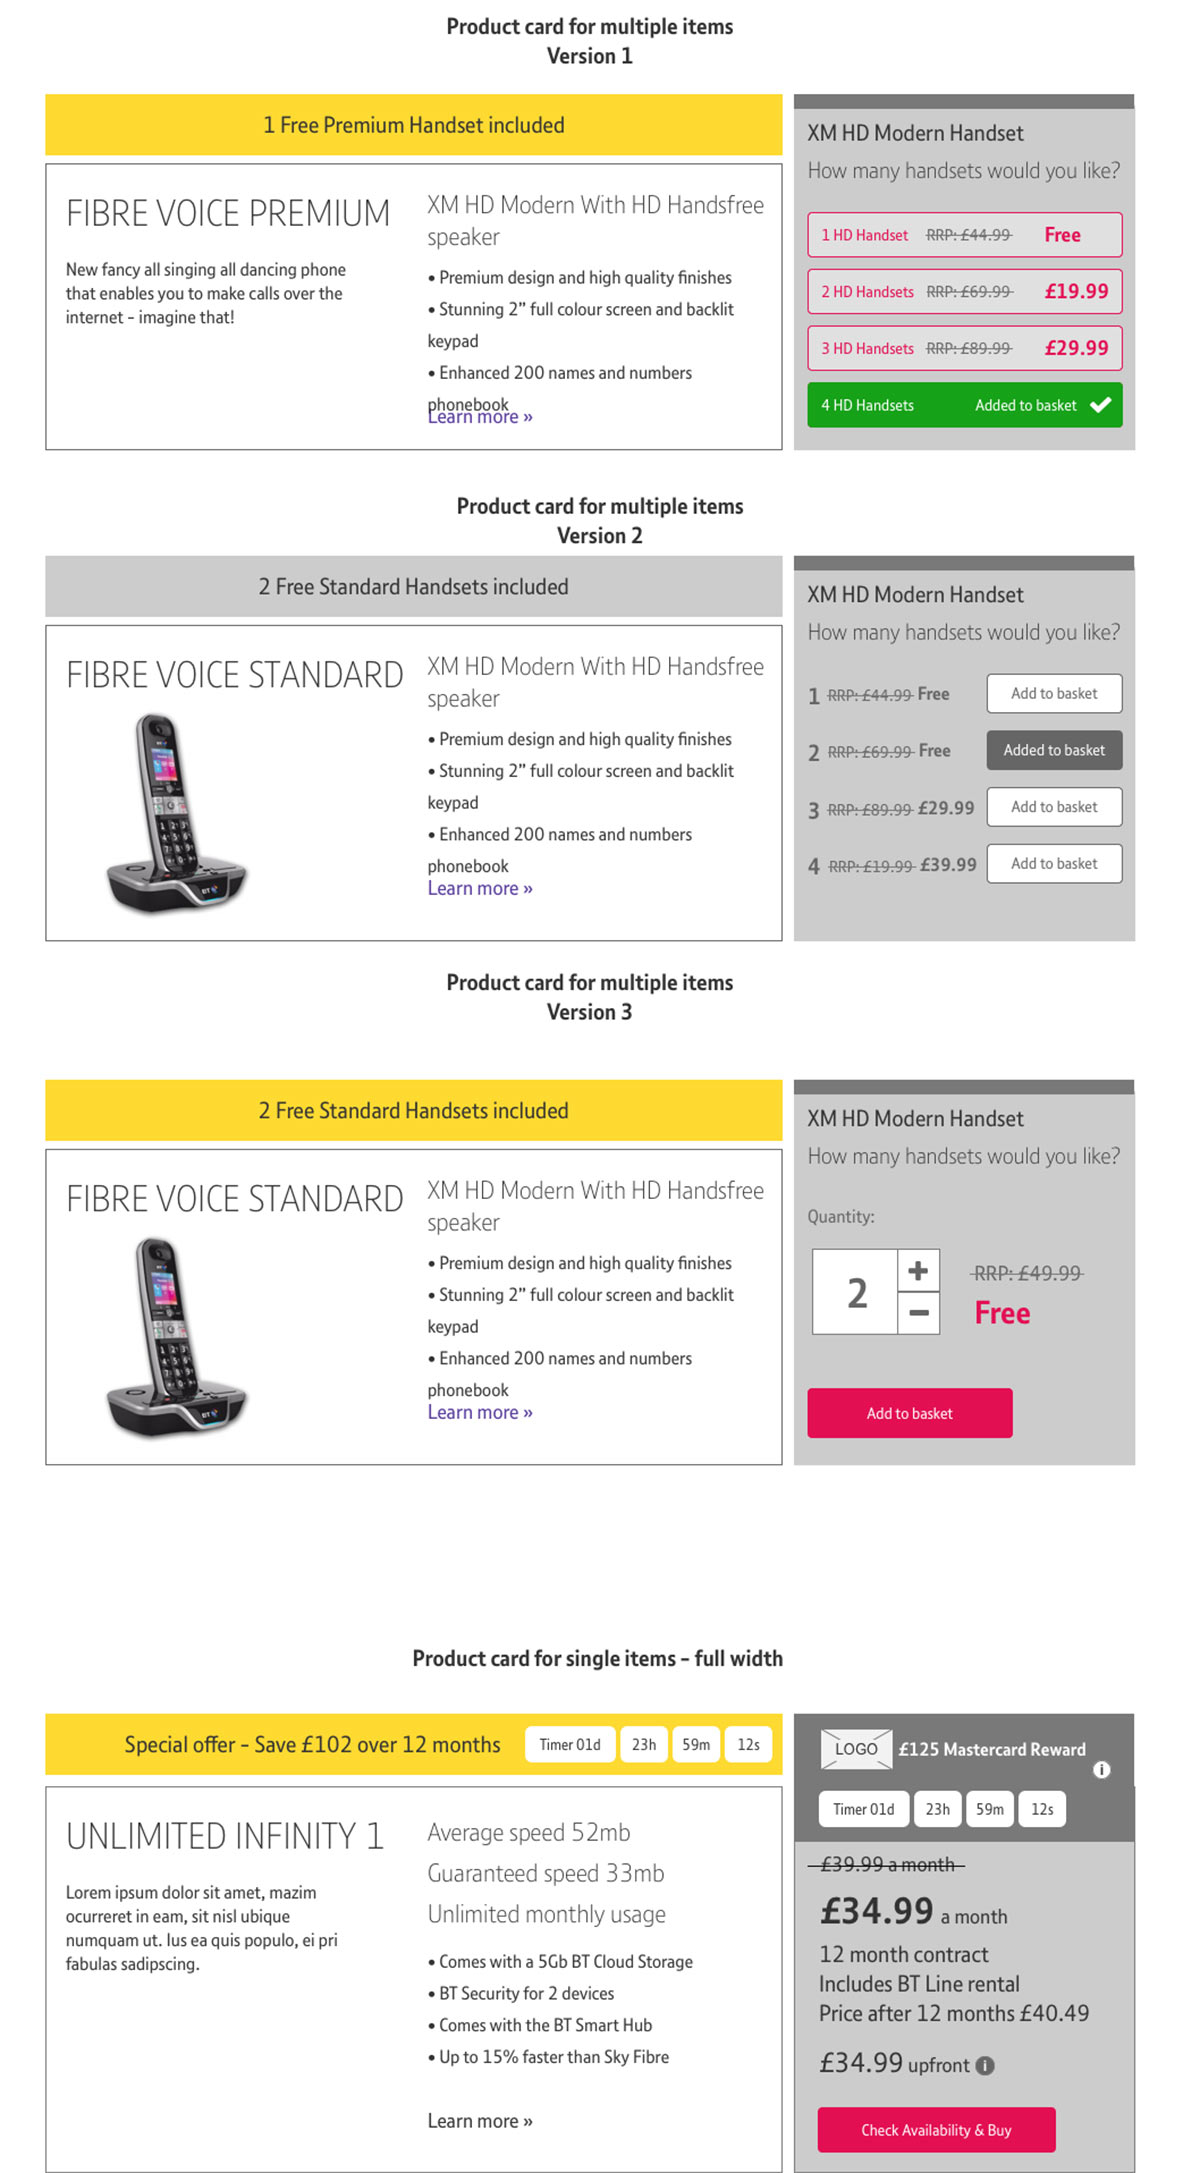 Product card for multiple items
Version 1
1 Free Premium Handset included
FIBRE VOICE PREMIUM
New fancy all singing all dancing phone
that enables you to make calls over the
internet - imagine that!
XM HD Modern With HD Handsfree
speaker
• Premium design and high quality finishes
• Stunning 2” full colour screen and backlit
keypad
• Enhanced 200 names and numbers
phonebook
Learn more »
XM HD Modern Handset
How many handsets would you like?
1 HD Handset RRP: £44.99 Free
2 HD Handsets RRP: £69.99 £19.99
3 HD Handsets RRP: £89.99 £29.99
4 HD Handsets Added to basket
Product card for multiple items
Version 2
2 Free Standard Handsets included
FIBRE VOICE STANDARD
BT
XM HD Modern With HD Handsfree
speaker
• Premium design and high quality finishes
• Stunning 2” full colour screen and backlit
keypad
• Enhanced 200 names and numbers
phonebook
Learn more »
XM HD Modern Handset
How many handsets would you like?
1 RRP: £44.99 Free Add to basket
2 RRP: £69.99 Free Added to basket
3 RRP: £89.99 £29.99 Add to basket
4 RRP: £19.99 £39.99 Add to basket
Product card for multiple items
Version 3
2 Free Standard Handsets included
FIBRE VOICE STANDARD
BT
XM HD Modern With HD Handsfree
speaker
• Premium design and high quality finishes
• Stunning 2” full colour screen and backlit
keypad
• Enhanced 200 names and numbers
phonebook
Learn more »
XM HD Modern Handset
How many handsets would you like?
Quantity:
2 + −
RRP: £49.99
Free
Add to basket
Product card for single items - full width
Special offer - Save £102 over 12 months Timer 01d 23h 59m 12s
UNLIMITED INFINITY 1
Lorem ipsum dolor sit amet, mazim
ocurreret in eam, sit nisl ubique
numquam ut. Ius ea quis populo, ei pri
fabulas sadipscing.
Average speed 52mb
Guaranteed speed 33mb
Unlimited monthly usage
• Comes with a 5Gb BT Cloud Storage
• BT Security for 2 devices
• Comes with the BT Smart Hub
• Up to 15% faster than Sky Fibre
Learn more »
LOGO £125 Mastercard Reward
i
Timer 01d 23h 59m 12s
£39.99 a month
£34.99 a month
12 month contract
Includes BT Line rental
Price after 12 months £40.49
£34.99 upfront i
Check Availability & Buy